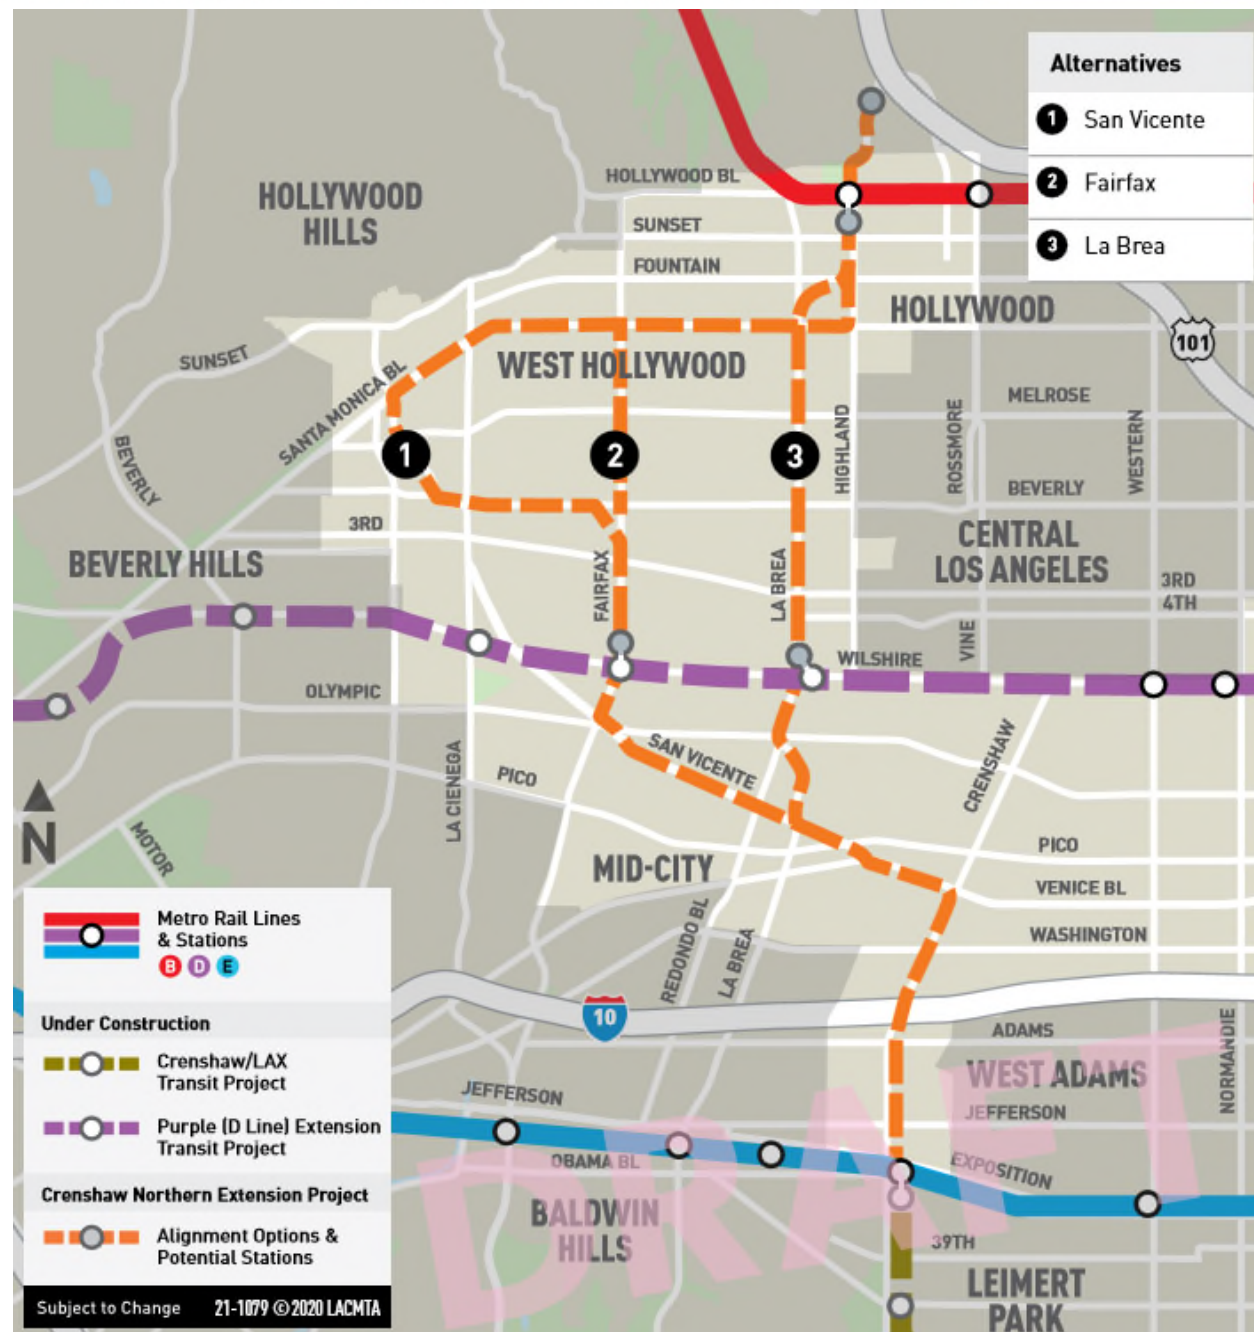 Alternatives
1 San Vicente
2 Fairfax
3 La Brea
HOLLYWOOD BL
HOLLYWOOD
HILLS
SUNSET
FOUNTAIN
HOLLYWOOD
101
SUNSET
WEST HOLLYWOOD
SANTA MONICA BL
MELROSE
BEVERLY
1
2
3
HIGHLAND
ROSSMORE
WESTERN
BEVERLY
3RD
CENTRAL
LOS ANGELES
BEVERLY HILLS
FAIRFAX
LA BREA
3RD
4TH
VINE
WILSHIRE
OLYMPIC
SAN VICENTE
LA CIENEGA
PICO
CRENSHAW
N
MOTOR
MID-CITY
PICO
VENICE BL
REDONDO BL
LA BREA
WASHINGTON
10
ADAMS
WEST ADAMS
NORMANDIE
JEFFERSON
JEFFERSON
OBAMA BL
EXPOSITION
BALDWIN
HILLS
39TH
LEIMERT
PARK
DRAFT
Metro Rail Lines
& Stations
B D E
Under Construction
Crenshaw/LAX
Transit Project
Purple (D Line) Extension
Transit Project
Crenshaw Northern Extension Project
Alignment Options &
Potential Stations
Subject to Change 21-1079 © 2020 LACMTA